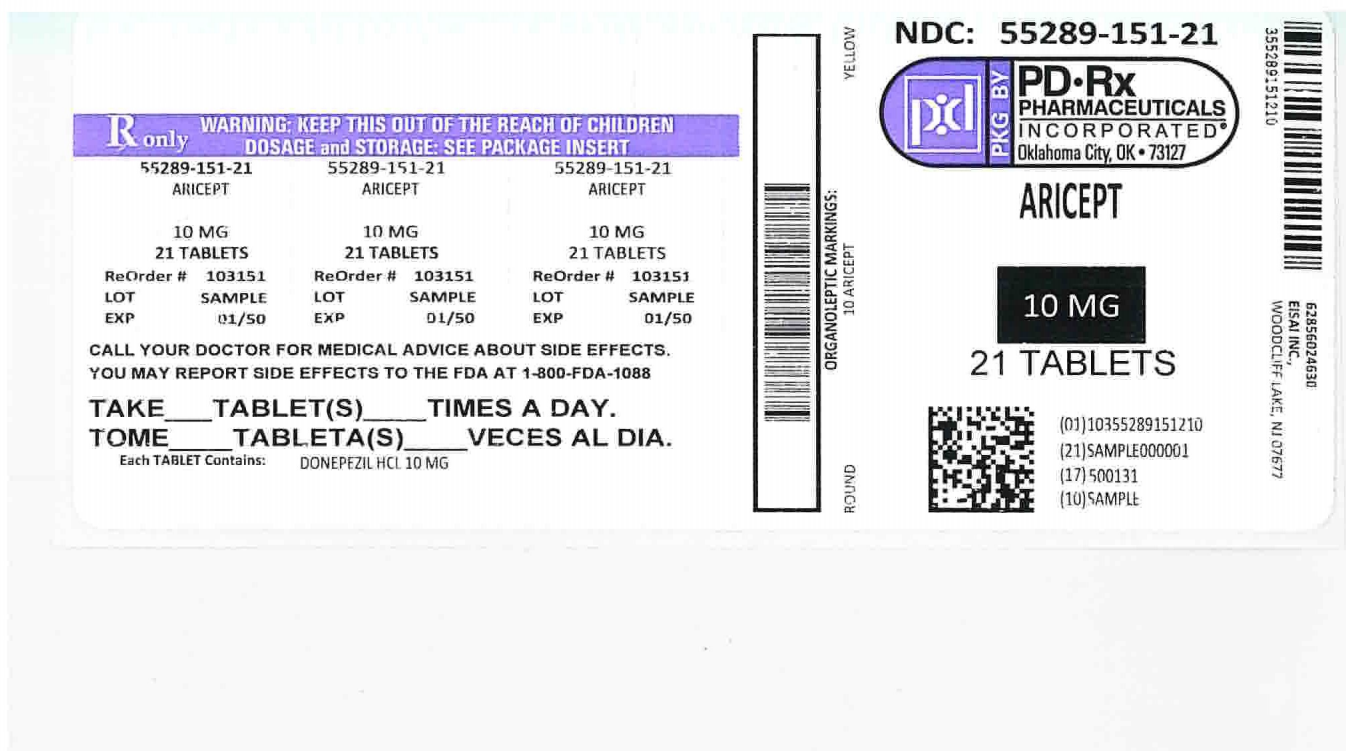 Rx only
WARNING: KEEP THIS OUT OF THE REACH OF CHILDREN
DOSAGE and STORAGE: SEE PACKAGE INSERT
55289-151-21 55289-151-21 55289-151-21
ARICEPT ARICEPT ARICEPT
10 MG 10 MG 10 MG
21 TABLETS 21 TABLETS 21 TABLETS
ReOrder # 103151 ReOrder # 103151 ReOrder # 103151
LOT SAMPLE LOT SAMPLE LOT SAMPLE
EXP 01/50 EXP 01/50 EXP 01/50
CALL YOUR DOCTOR FOR MEDICAL ADVICE ABOUT SIDE EFFECTS.
YOU MAY REPORT SIDE EFFECTS TO THE FDA AT 1-800-FDA-1088
TAKE___TABLET(S)____TIMES A DAY.
TOME____TABLETA(S)____VECES AL DIA.
Each TABLET Contains: DONEPEZIL HCL 10 MG
ORGANOLEPTIC MARKINGS:
ROUND 10 ARICEPT YELLOW
NDC: 55289-151-21
pd
PKG BY
PD·Rx
PHARMACEUTICALS
INCORPORATED®
Oklahoma City, OK • 73127
ARICEPT
10 MG
21 TABLETS
(01)10355289151210
(21)SAMPLE000001
(17)500131
(10)SAMPLE
355289151210
62856024630
EISAI INC.,
WOODCLIFF LAKE, NJ 07677